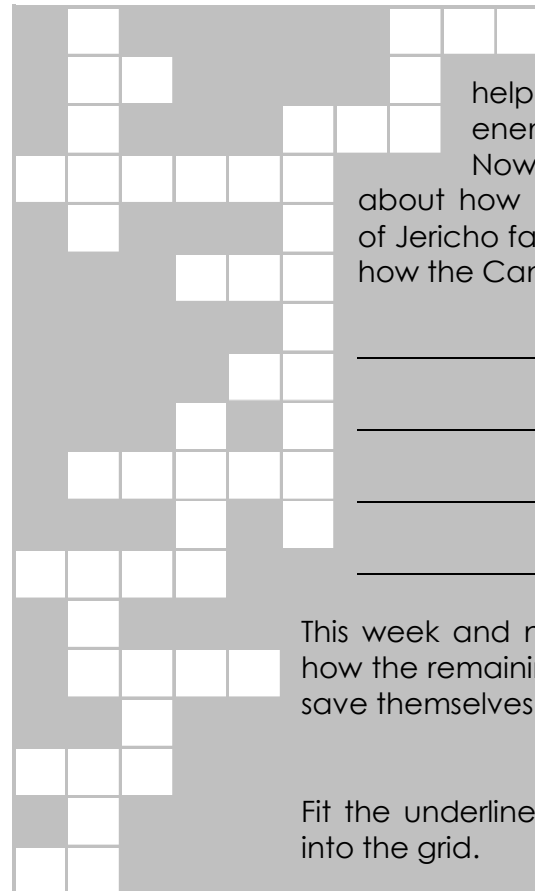 help
ener
Now
about how
of Jericho fa
how the Car
This week and n
how the remaini
save themselves
Fit the underline
into the grid.